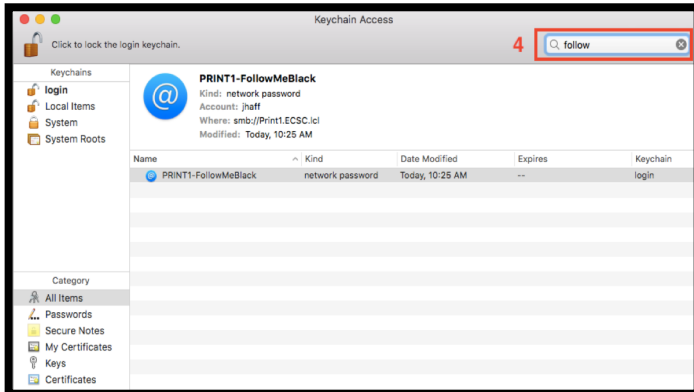 Keychain Access
Click to lock the login keychain.
4
follow
Keychains
login
Local Items
System
System Roots
PRINT1-FollowMeBlack
Kind: network password
Account: jhaff
Where: smb://Print1.ECSC.lcl
Modified: Today, 10:25 AM
Name Kind Date Modified Expires Keychain
PRINT1-FollowMeBlack network password Today, 10:25 AM -- login
Category
All Items
Passwords
Secure Notes
My Certificates
Keys
Certificates